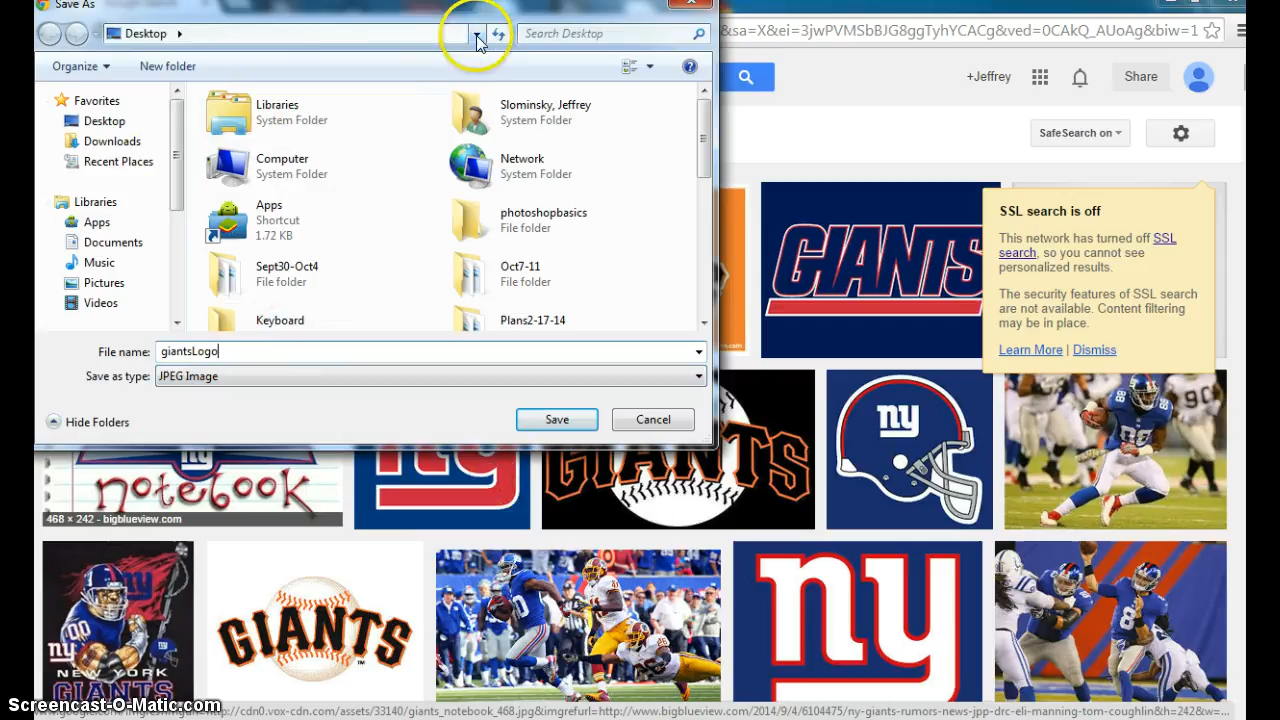 Save As
Desktop
Search Desktop
&sa=X&ei=3jwPVMSbBJG8ggTyhYCACg&ved=0CAkQ_AUoAg&biw=1
Organize
New folder
+Jeffrey
Share
Favorites
Desktop
Downloads
Recent Places
Libraries
Apps
Documents
Music
Pictures
Videos
Libraries
System Folder
Slominsky, Jeffrey
System Folder
Computer
System Folder
Network
System Folder
Apps
Shortcut
1.72 KB
photoshopbasics
File folder
Sept30-Oct4
File folder
Oct7-11
File folder
Keyboard
Plans2-17-14
SafeSearch on
GIANTS
SSL search is off
This network has turned off SSL
search, so you cannot see
personalized results.
The security features of SSL search
are not available. Content filtering
may be in place.
Learn More | Dismiss
File name:
giantsLogo
Save as type:
JPEG Image
Hide Folders
Save
Cancel
ny
notebook
468 × 242 - bigblueview.com
ny
GIANTS
ny
88
ny
NEW YORK
GIANTS
GIANTS
ny
Screencast-O-Matic.com
http://cdn0.vox-cdn.com/assets/33140/giants_notebook_468.jpg&imgrefurl=http://www.bigblueview.com/2014/9/4/6104475/ny-giants-rumors-news-jpp-drc-eli-manning-tom-coughlin&h=242&w=...